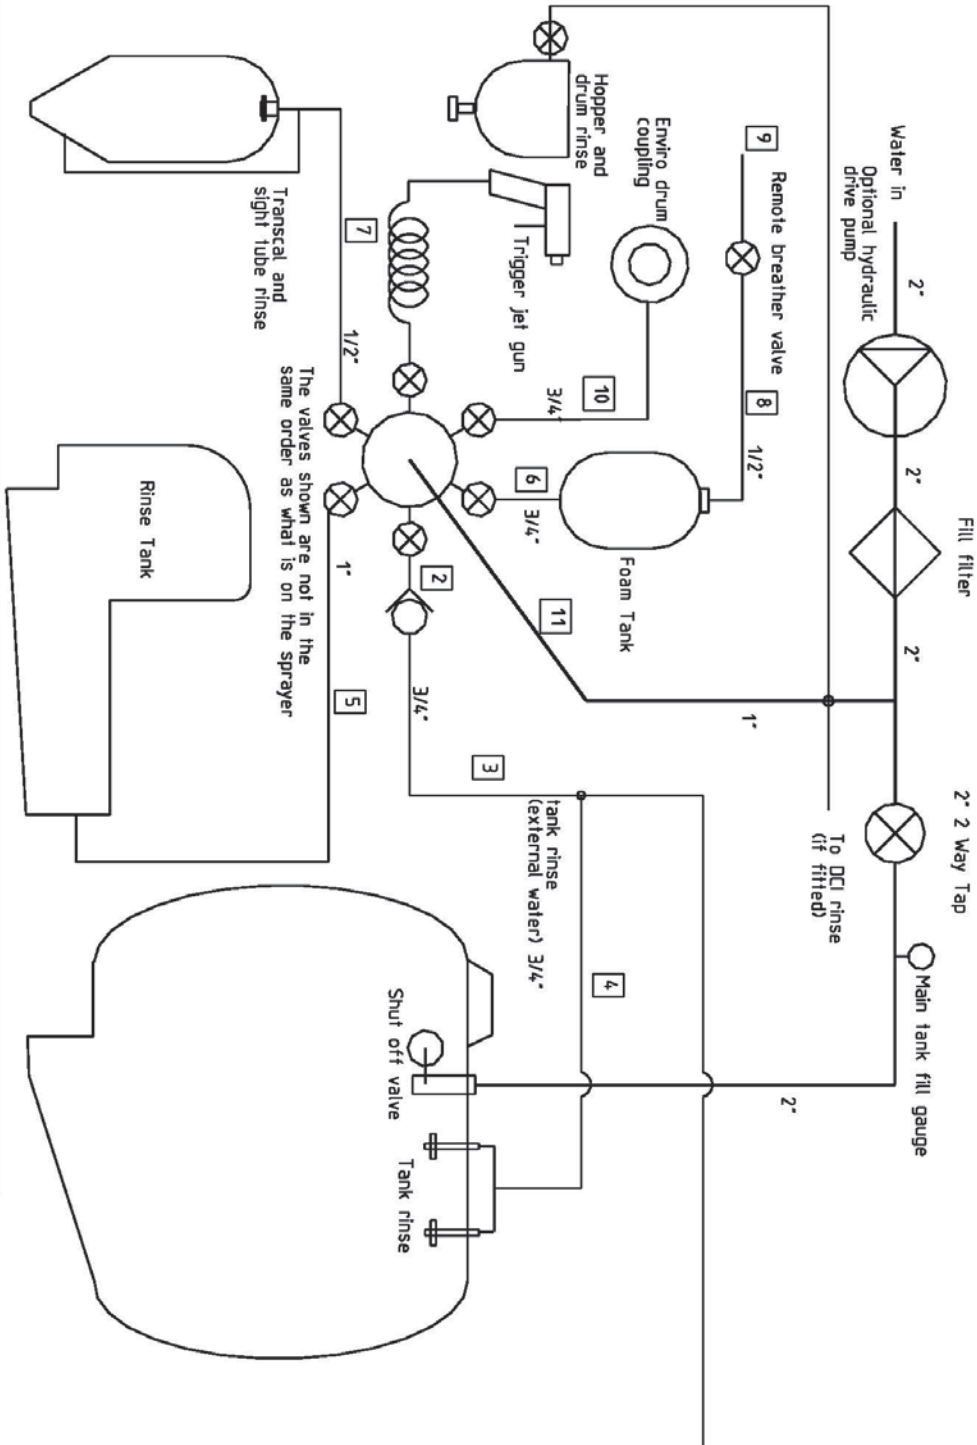 Water in
Optional hydraulic
drive pump
2"
2"
Fill filter
2"
2" 2 Way Tap
Main tank fill gauge
To DCI rinse
(if fitted)
1"
2"
9
Remote breather valve
8
1/2"
Enviro drum
coupling
10
3/4"
Hopper and
drum rinse
Trigger jet gun
6
3/4"
Foam Tank
11
tank rinse
(external water) 3/4"
4
3
7
2
3/4"
1/2"
1"
5
Transcal and
sight tube rinse
The valves shown are not in the
same order as what is on the sprayer
Rinse Tank
Shut off valve
Tank rinse